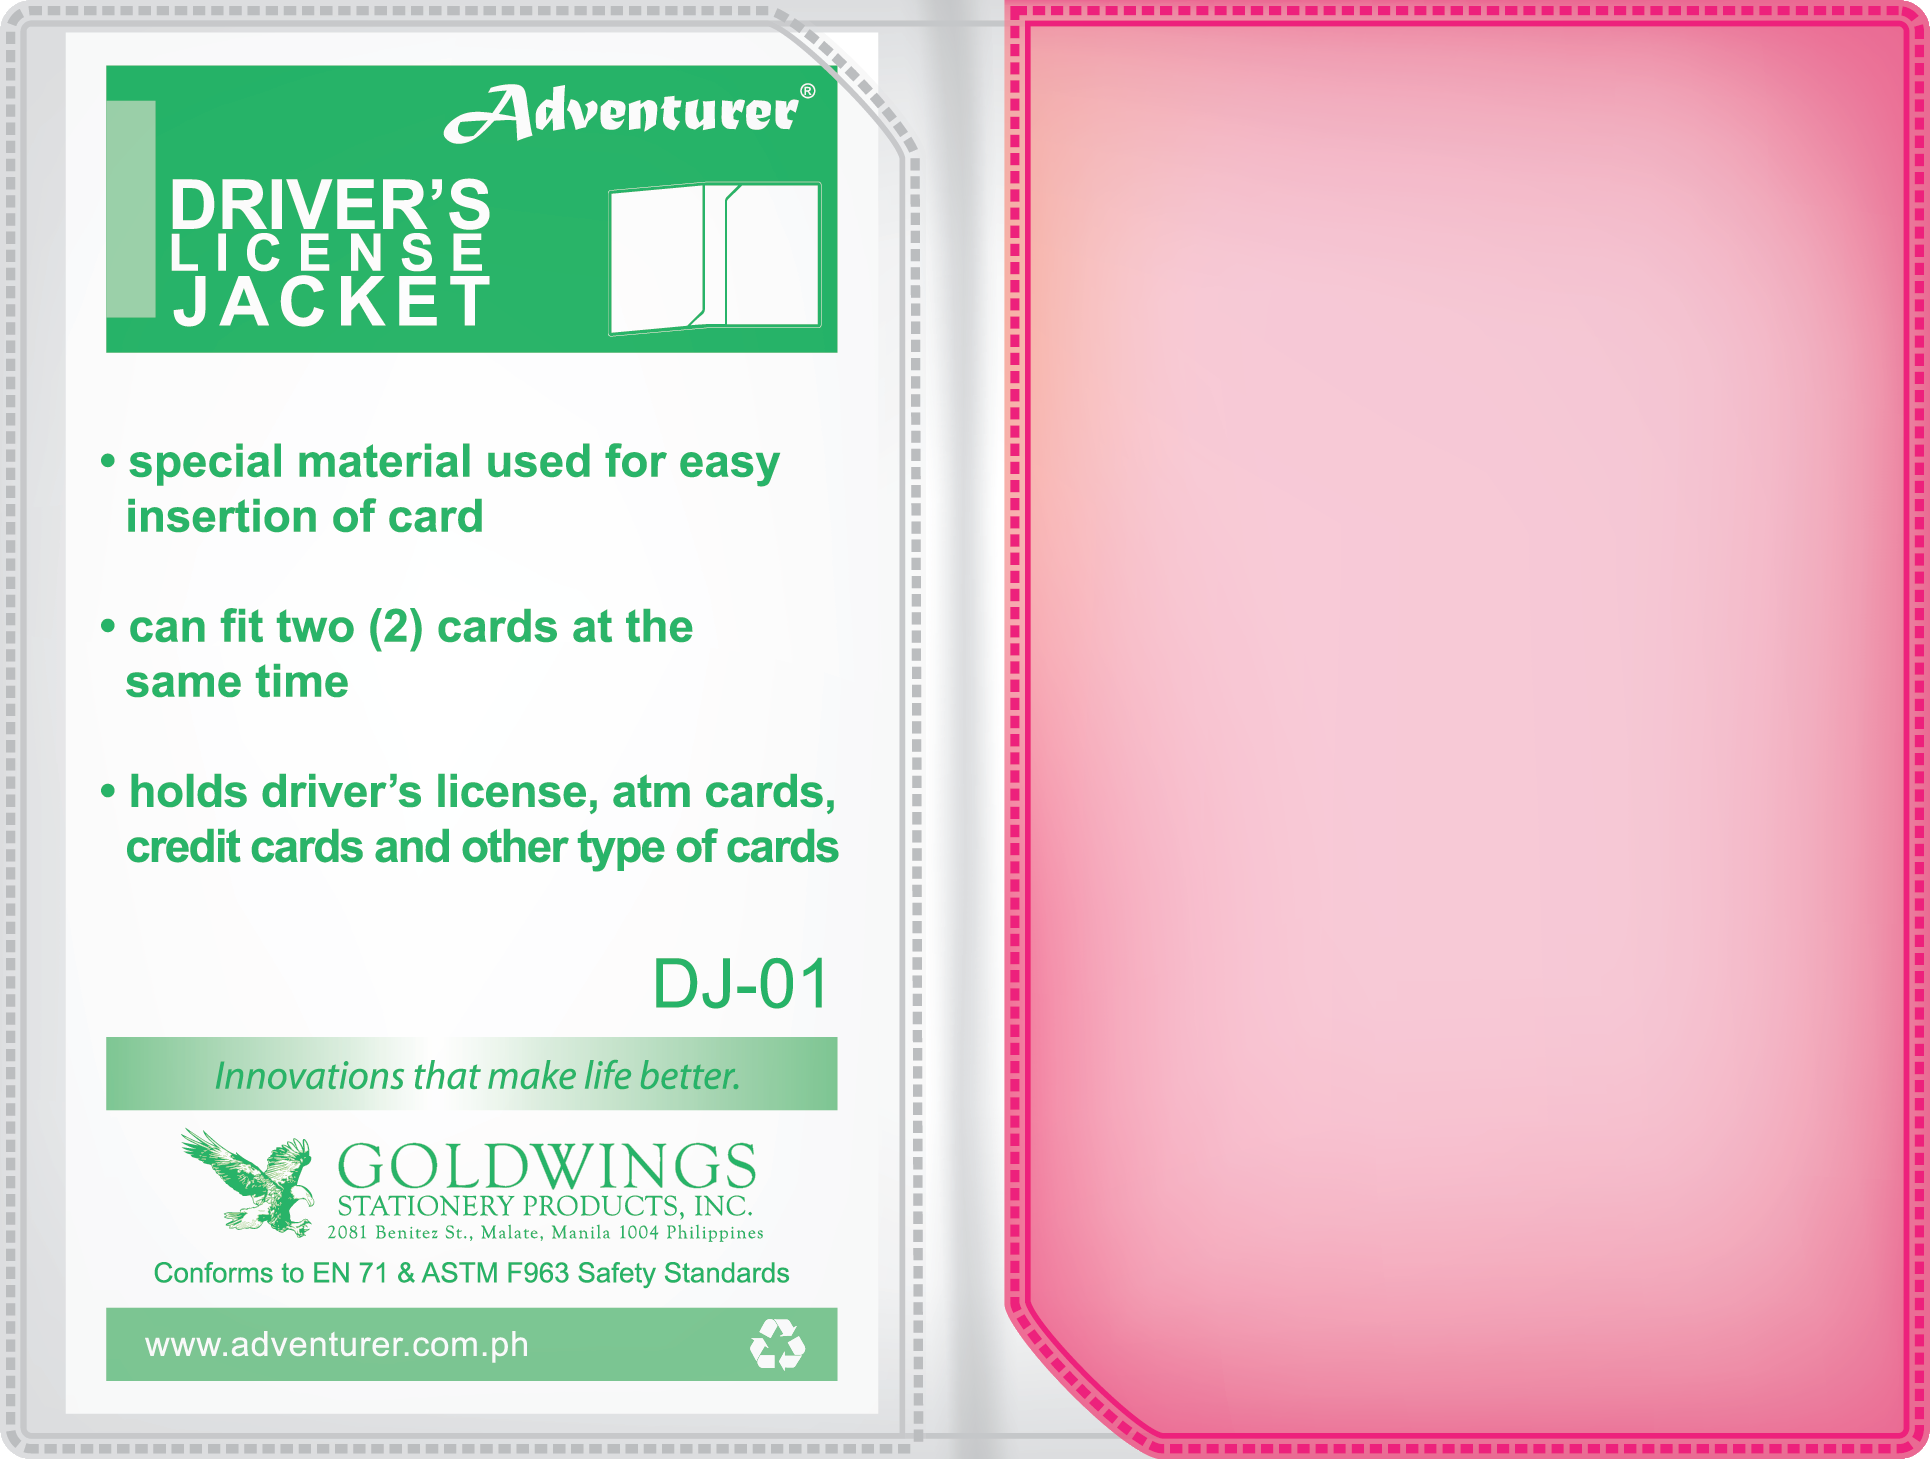 Adventurer®
DRIVER’S
LICENSE
JACKET
• special material used for easy
insertion of card
• can fit two (2) cards at the
same time
• holds driver’s license, atm cards,
credit cards and other type of cards
DJ-01
Innovations that make life better.
GOLDWINGS
STATIONERY PRODUCTS, INC.
2081 Benitez St., Malate, Manila 1004 Philippines
Conforms to EN 71 & ASTM F963 Safety Standards
www.adventurer.com.ph